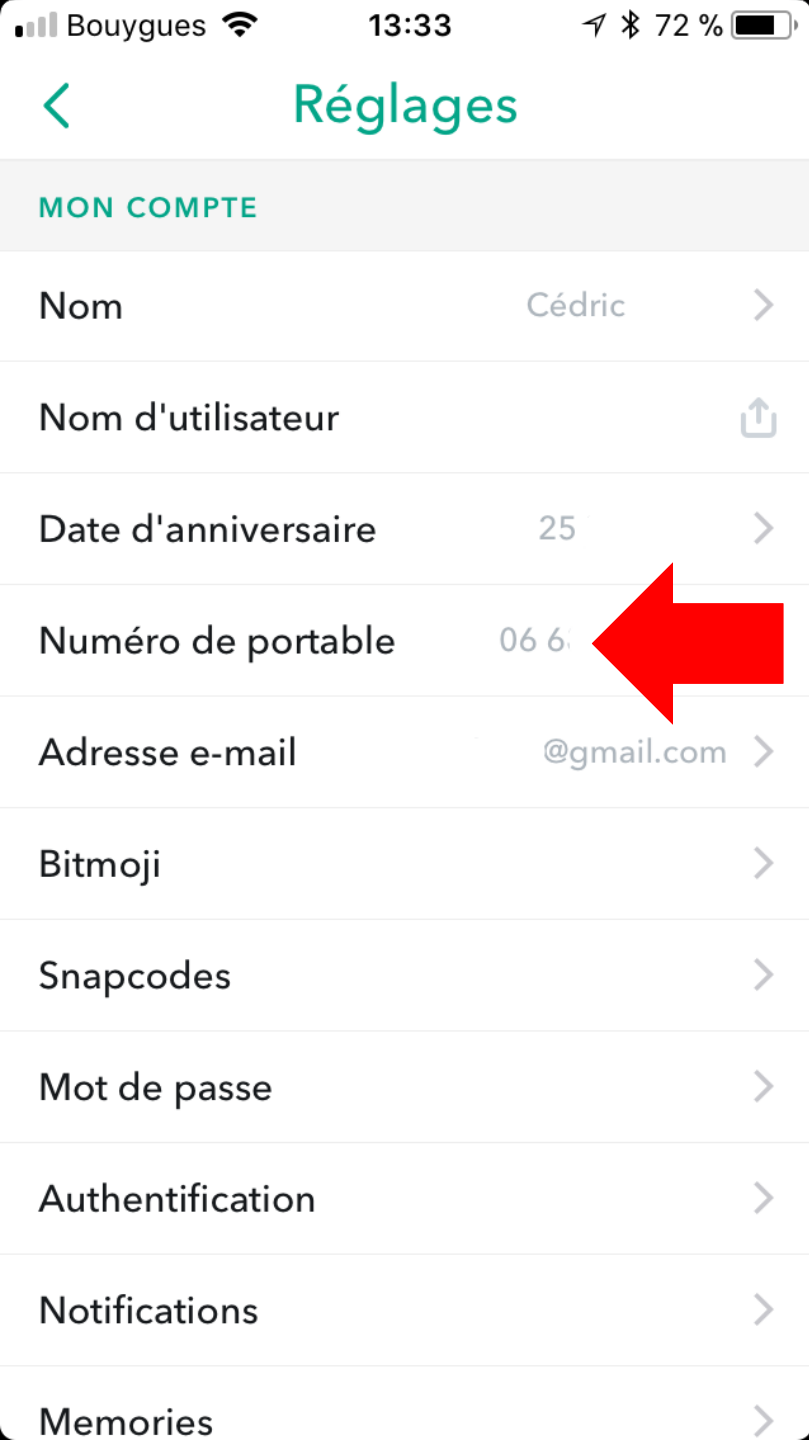 Bouygues 13:33 72 %
Réglages
MON COMPTE
Nom Cédric
Nom d'utilisateur
Date d'anniversaire 25
Numéro de portable 06 6
Adresse e-mail @gmail.com
Bitmoji
Snapcodes
Mot de passe
Authentification
Notifications
Memories